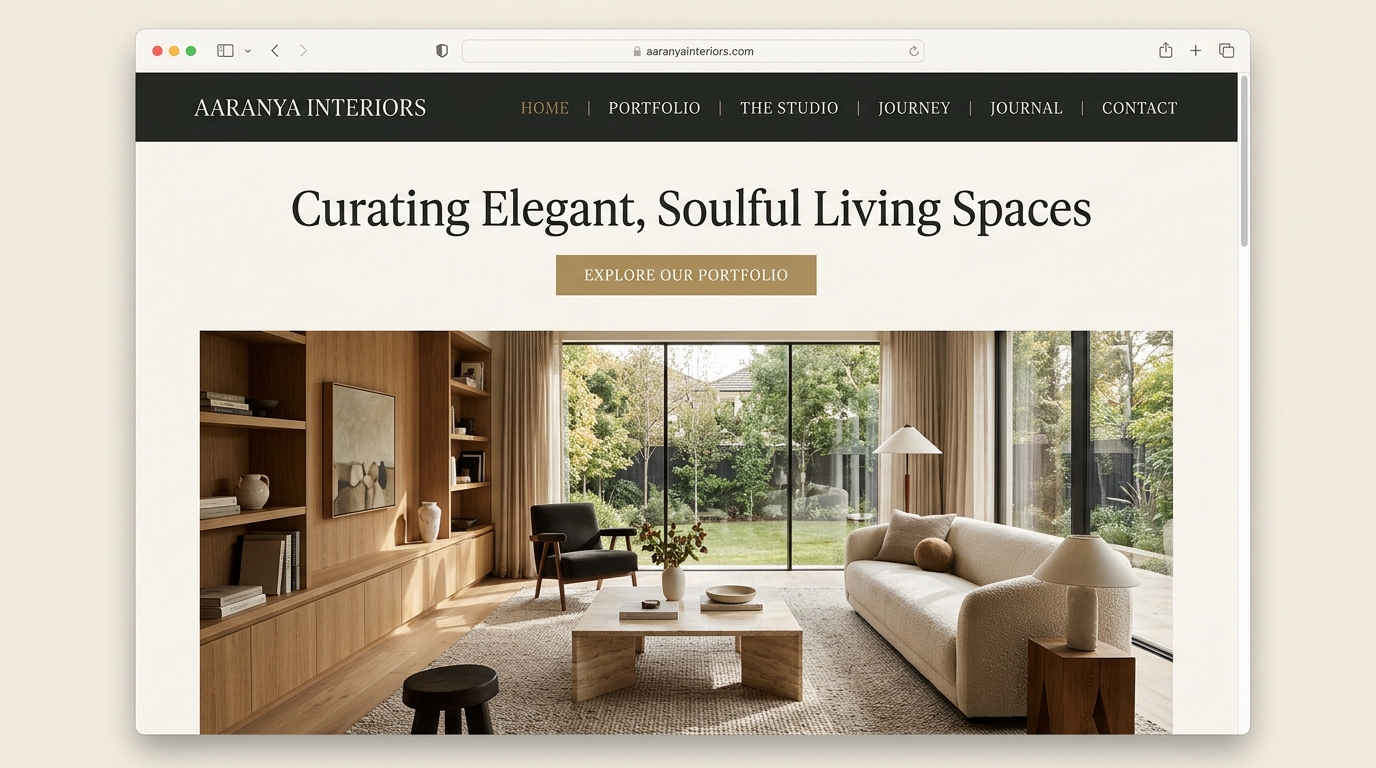 aaranyainteriors.com
AARANYA INTERIORS
HOME | PORTFOLIO | THE STUDIO | JOURNEY | JOURNAL | CONTACT
Curating Elegant, Soulful Living Spaces
EXPLORE OUR PORTFOLIO